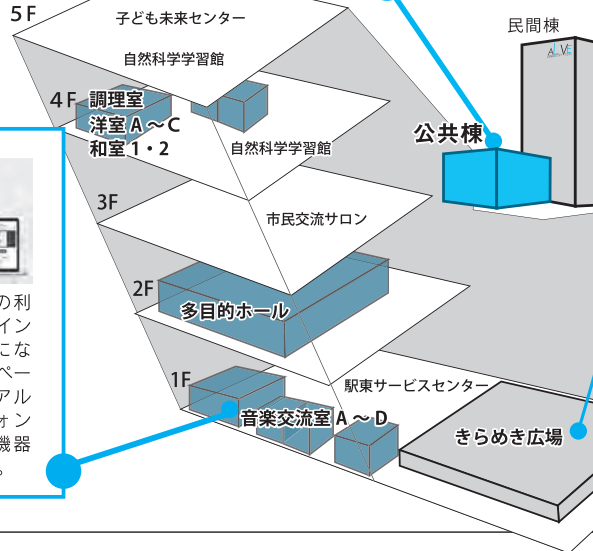 5F
子ども未来センター
自然科学学習館
民間棟
ALVE
4F
調理室
洋室A～C
和室1・2
自然科学学習館
公共棟
3F
市民交流サロン
2F
多目的ホール
1F
駅東サービスセンター
音楽交流室A～D
きらめき広場
の利
イン
にな
ペー
アル
ォン
機器
。